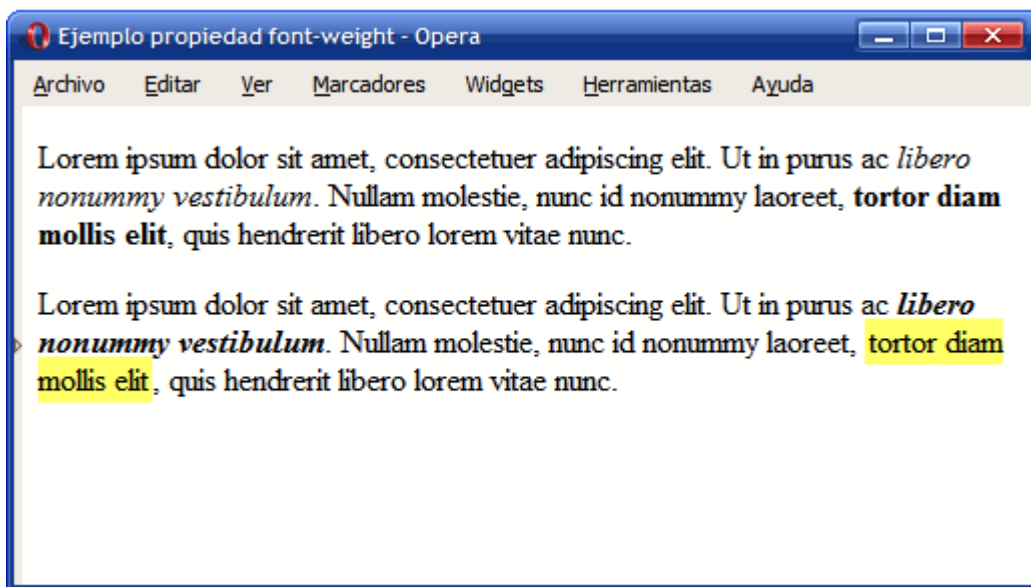 Ejemplo propiedad font-weight - Opera
Archivo Editar Ver Marcadores Widgets Herramientas Ayuda
Lorem ipsum dolor sit amet, consectetuer adipiscing elit. Ut in purus ac libero
nonummy vestibulum. Nullam molestie, nunc id nonummy laoreet, tortor diam
mollis elit, quis hendrerit libero lorem vitae nunc.
Lorem ipsum dolor sit amet, consectetuer adipiscing elit. Ut in purus ac libero
nonummy vestibulum. Nullam molestie, nunc id nonummy laoreet, tortor diam
mollis elit, quis hendrerit libero lorem vitae nunc.